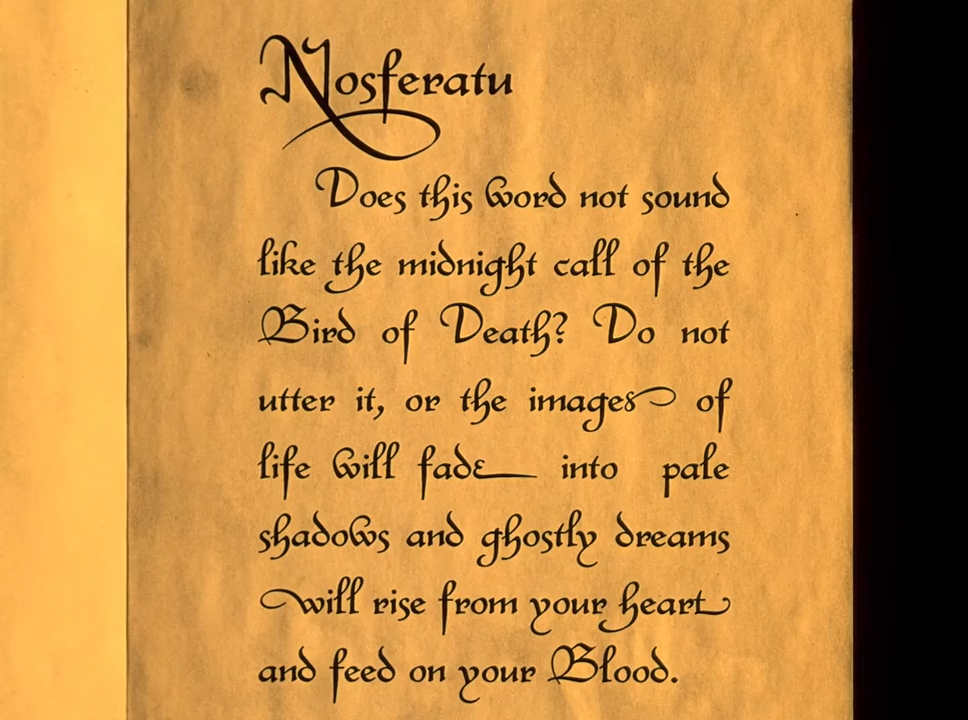 Nosferatu
Does this word not sound
like the midnight call of the
Bird of Death? Do not
utter it, or the images of
life will fade into pale
shadows and ghostly dreams
will rise from your heart
and feed on your Blood.